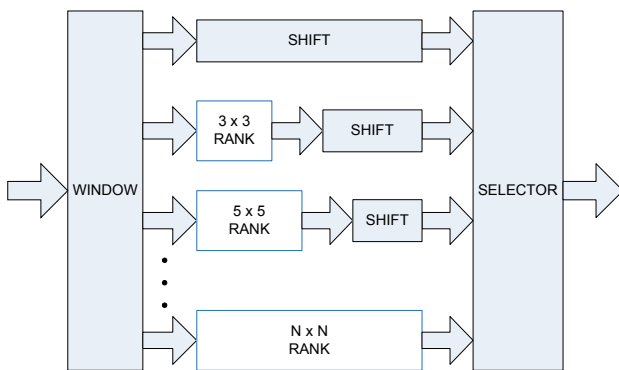 SHIFT
3 x 3
RANK
SHIFT
WINDOW
SELECTOR
5 x 5
RANK
SHIFT
N x N
RANK